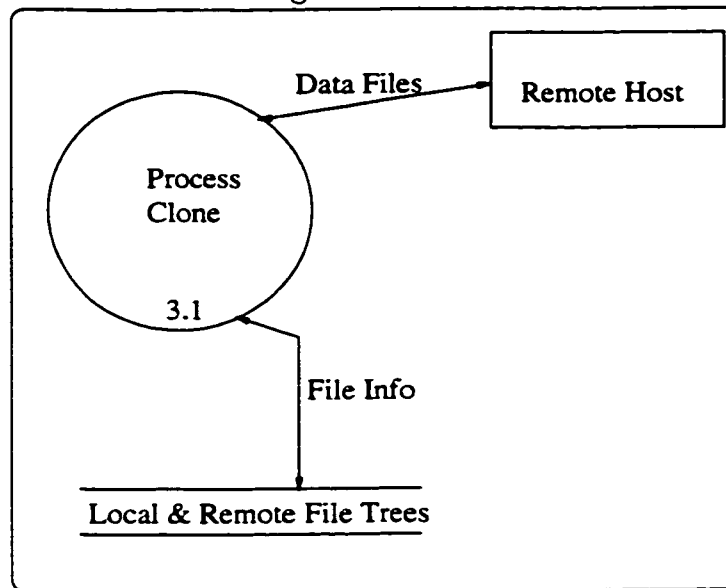 Data Files
Remote Host
Process
Clone
3.1
File Info
Local & Remote File Trees